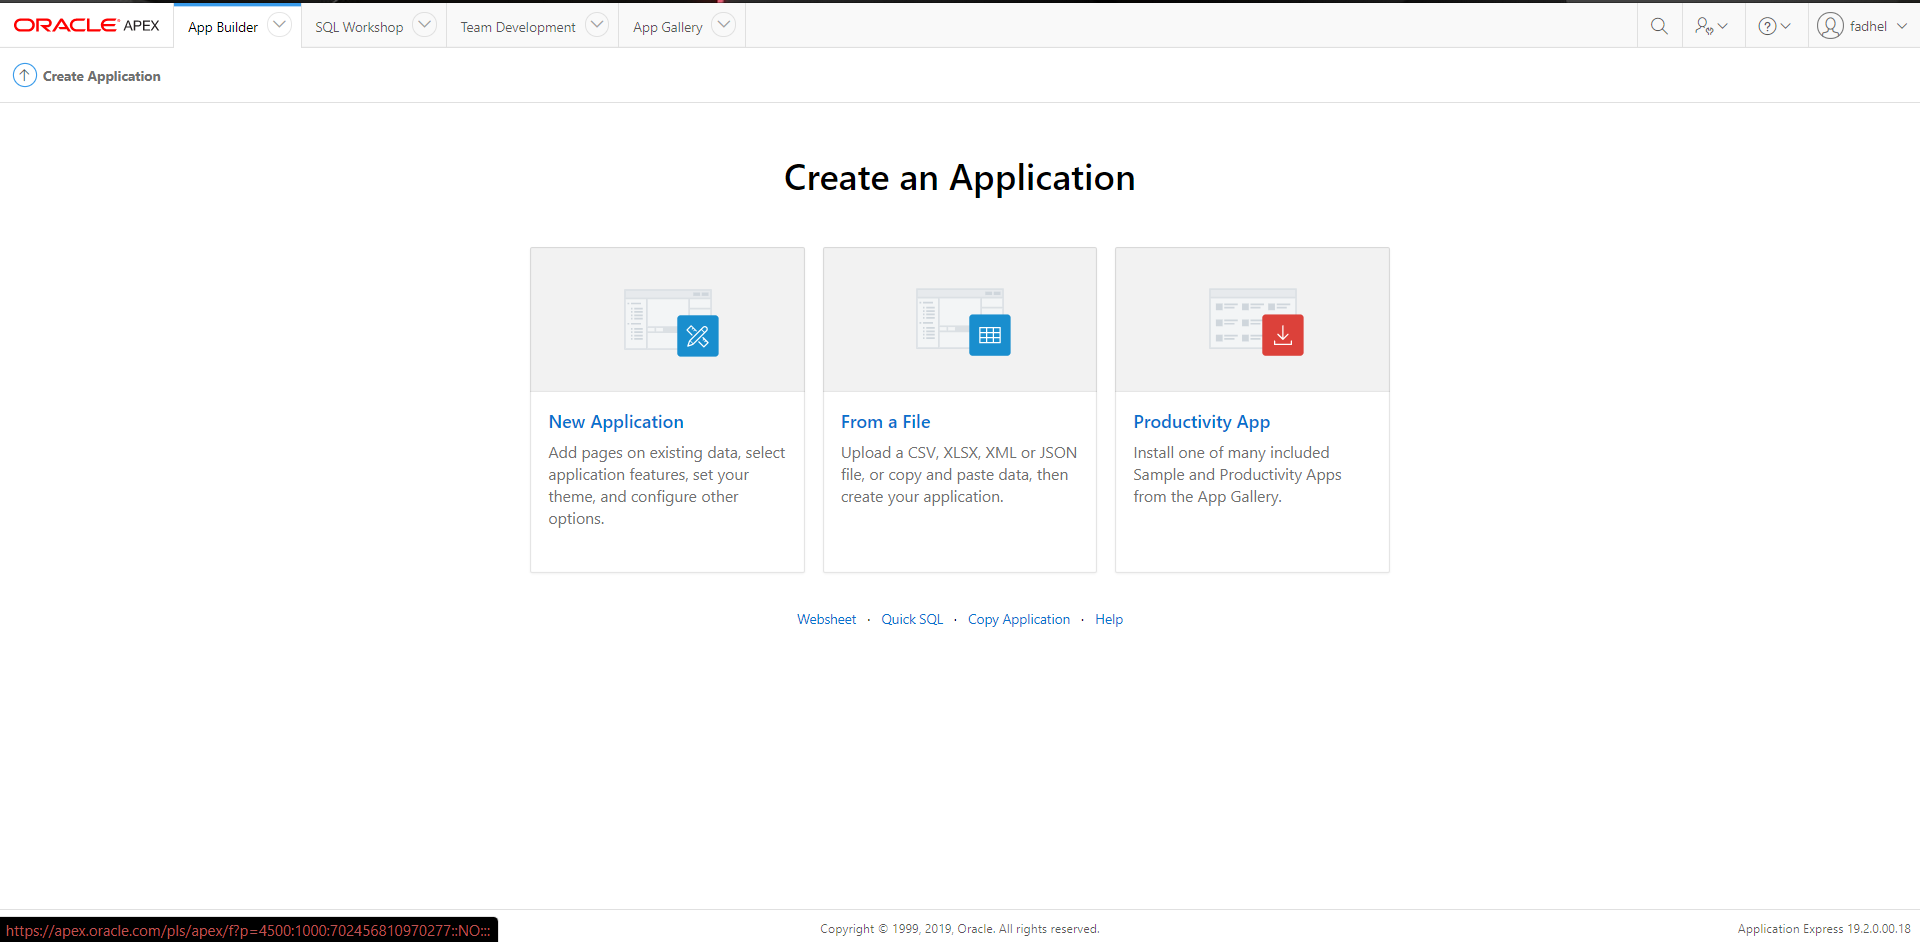 ORACLE APEX App Builder SQL Workshop Team Development App Gallery fadhel
Create Application
Create an Application
New Application
Add pages on existing data, select
application features, set your
theme, and configure other
options.
From a File
Upload a CSV, XLSX, XML or JSON
file, or copy and paste data, then
create your application.
Productivity App
Install one of many included
Sample and Productivity Apps
from the App Gallery.
Websheet · Quick SQL · Copy Application · Help
https://apex.oracle.com/pls/apex/f?p=4500:1000:702456810970277::NO:::
Copyright © 1999, 2019, Oracle. All rights reserved.
Application Express 19.2.0.00.18